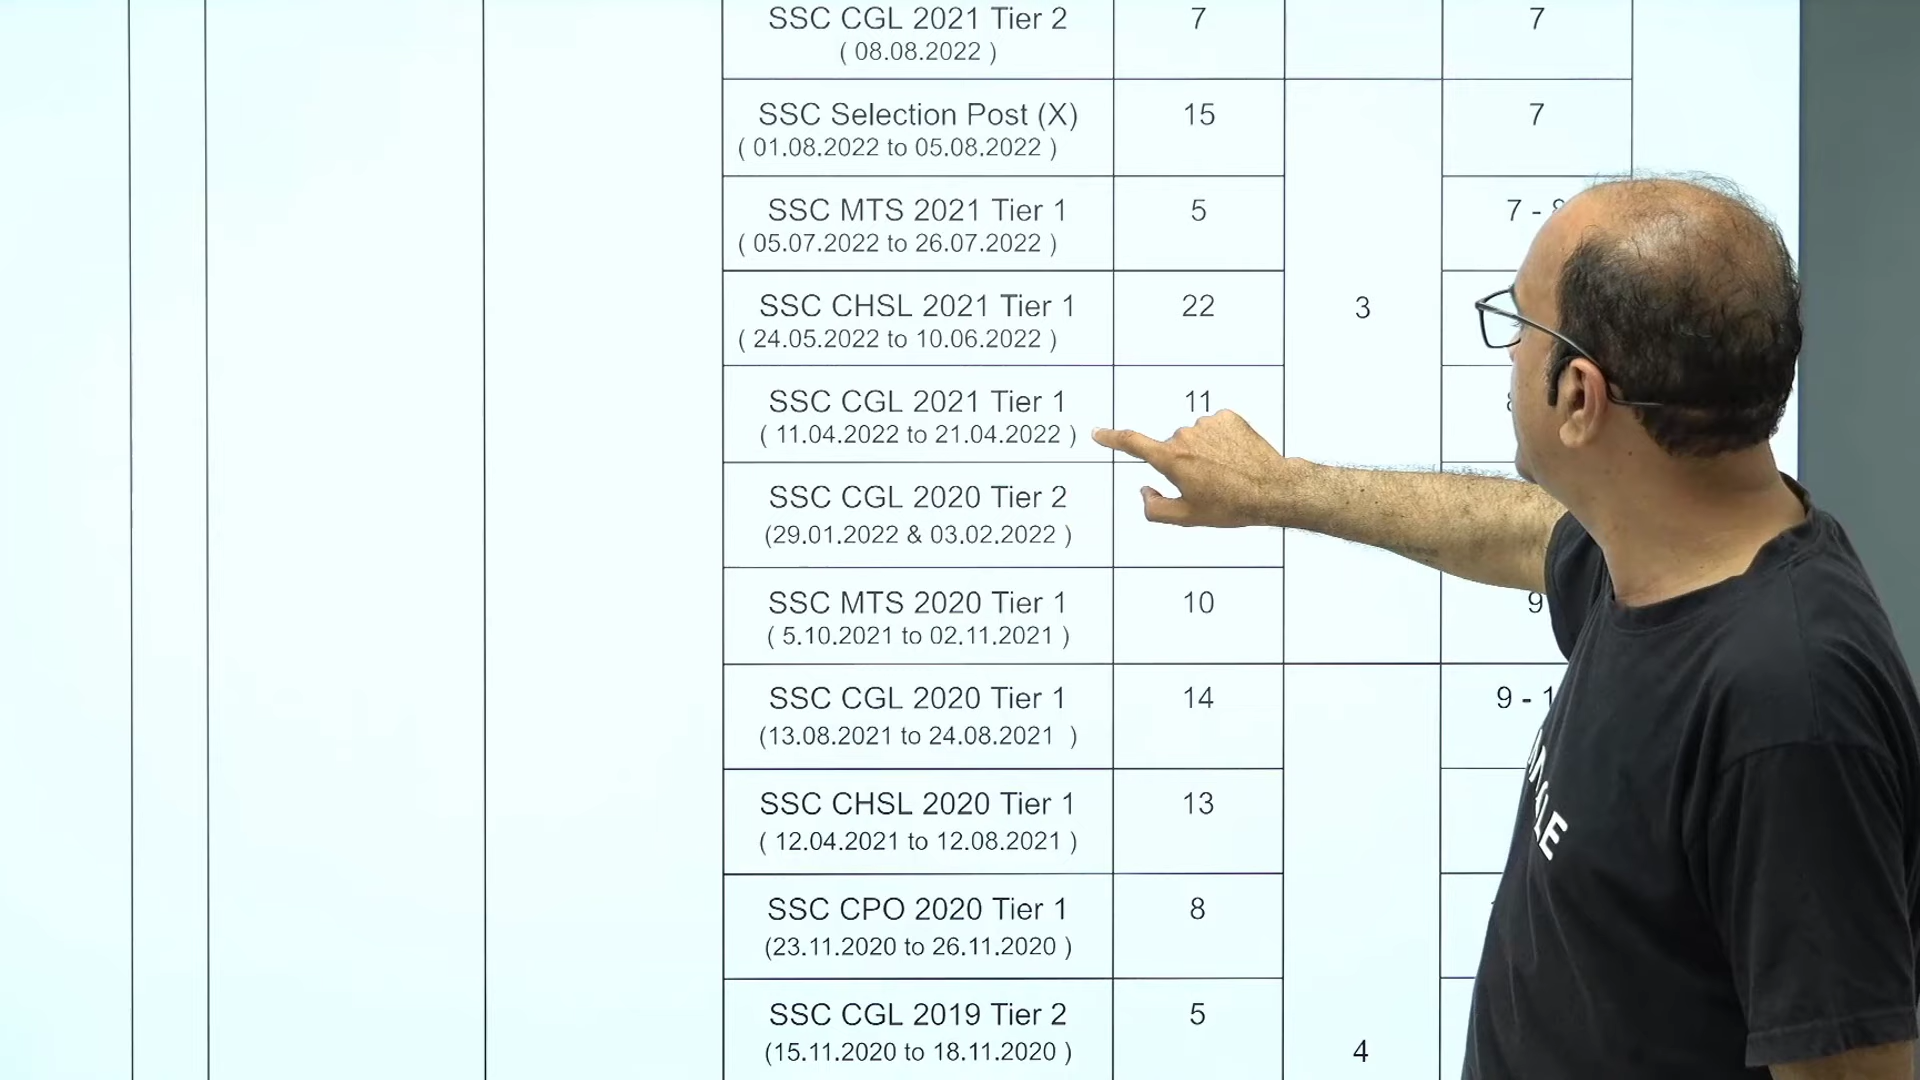 SSC CGL 2021 Tier 2 7 7
( 08.08.2022 )
SSC Selection Post (X) 15 7
( 01.08.2022 to 05.08.2022 )
SSC MTS 2021 Tier 1 5 7 -
( 05.07.2022 to 26.07.2022 )
SSC CHSL 2021 Tier 1 22 3
( 24.05.2022 to 10.06.2022 )
SSC CGL 2021 Tier 1 11
( 11.04.2022 to 21.04.2022 )
SSC CGL 2020 Tier 2
(29.01.2022 & 03.02.2022 )
SSC MTS 2020 Tier 1 10 9
( 5.10.2021 to 02.11.2021 )
SSC CGL 2020 Tier 1 14 9 -
(13.08.2021 to 24.08.2021 )
SSC CHSL 2020 Tier 1 13
( 12.04.2021 to 12.08.2021 )
SSC CPO 2020 Tier 1 8
(23.11.2020 to 26.11.2020 )
SSC CGL 2019 Tier 2 5
(15.11.2020 to 18.11.2020 )
4